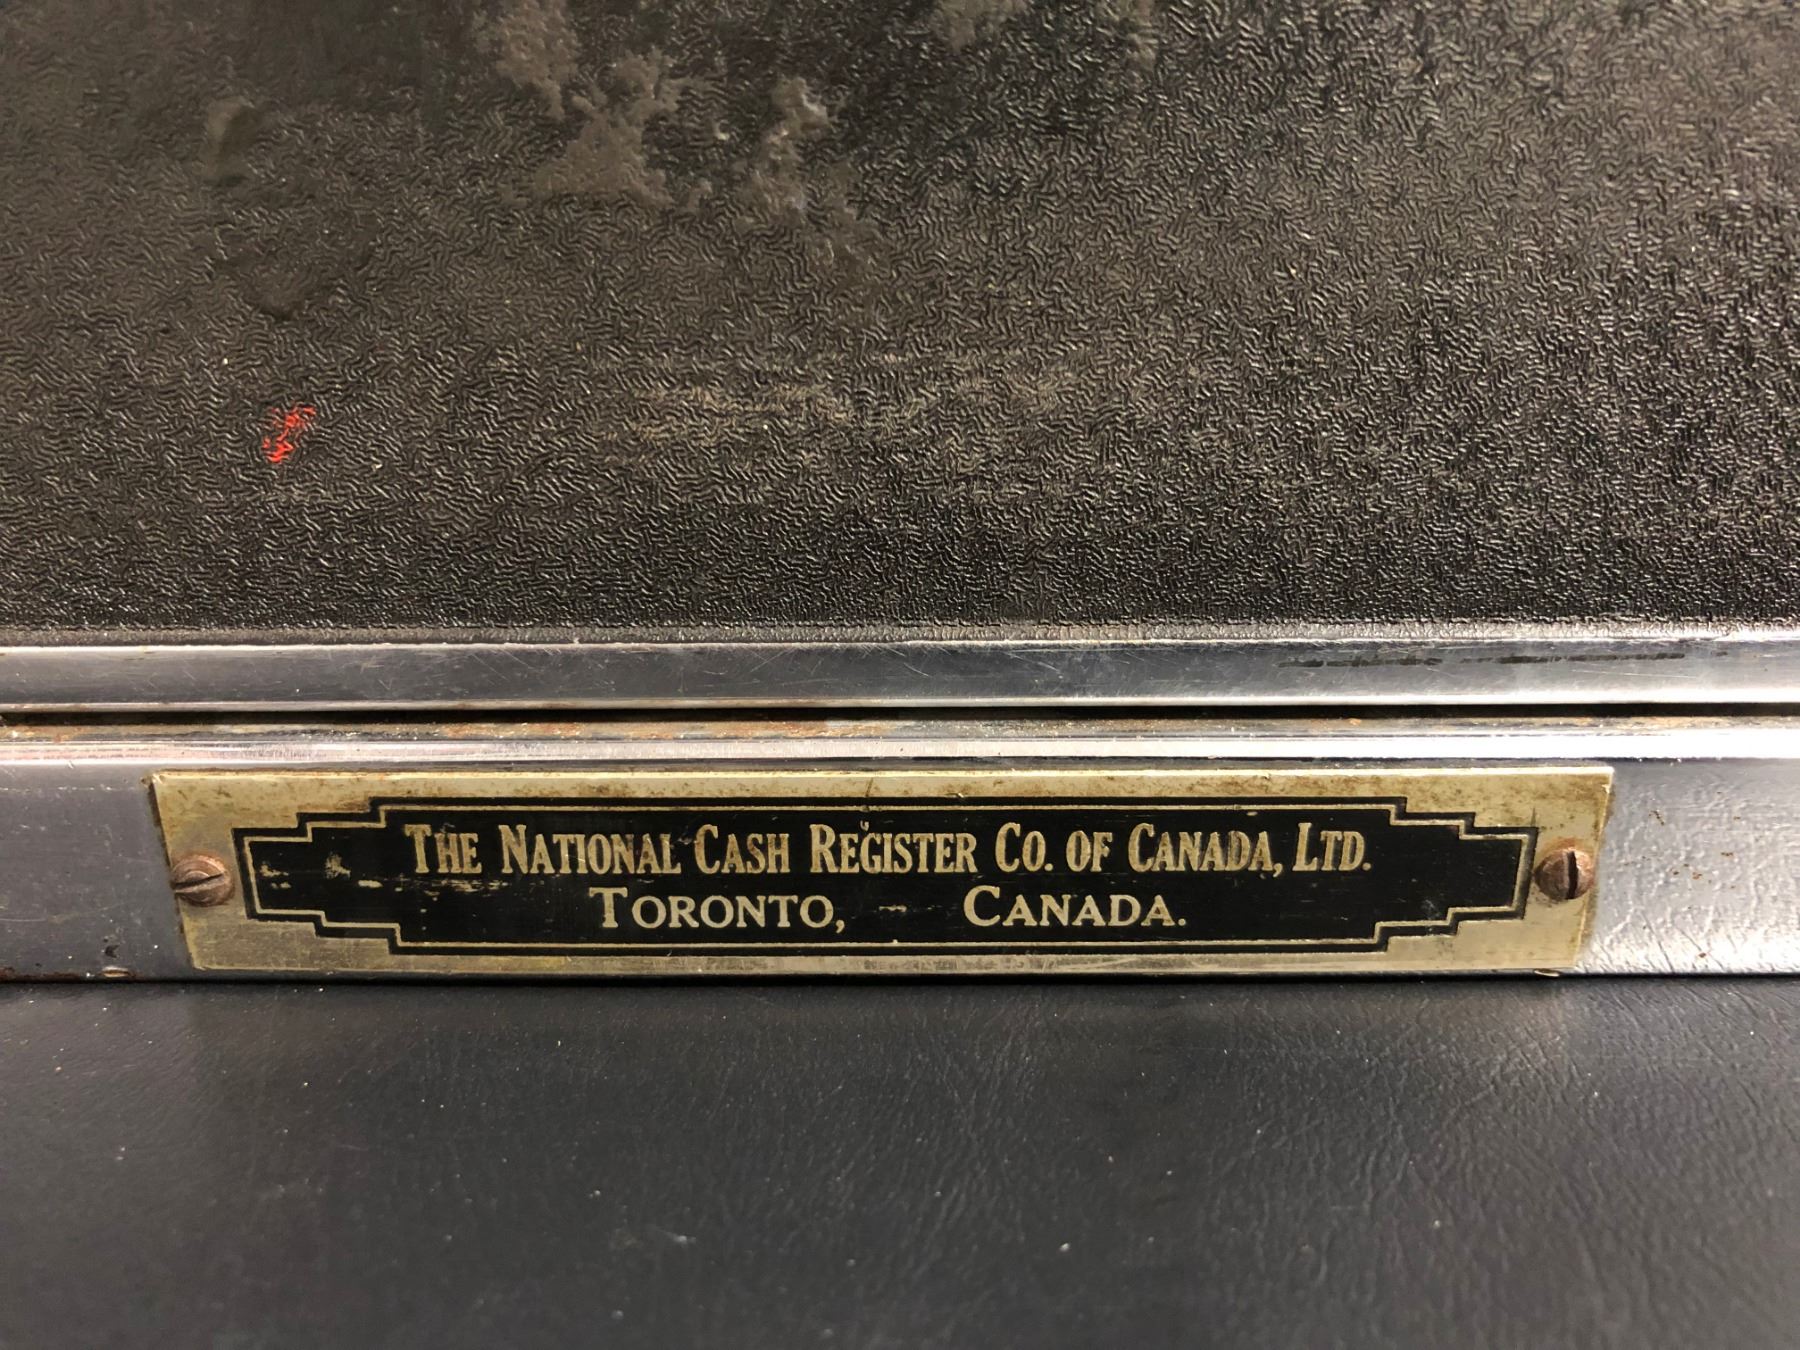 The National Cash Register Co. of Canada, Ltd.
Toronto, - Canada.